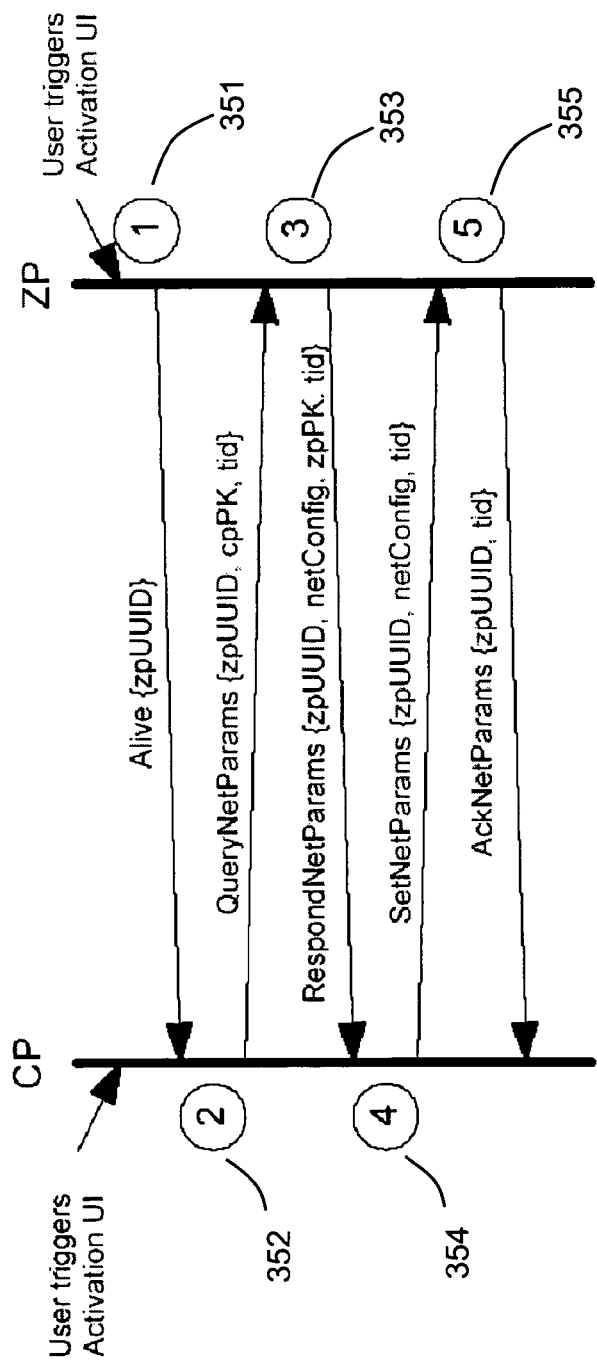 User triggers
Activation UI
CP
ZP
User triggers
Activation UI
1
351
Alive {zpUUID}
2
352
QueryNetParams {zpUUID, cpPK, tid}
3
353
RespondNetParams {zpUUID, netConfig, zpPK, tid}
4
354
SetNetParams {zpUUID, netConfig, tid}
5
355
AckNetParams {zpUUID, tid}